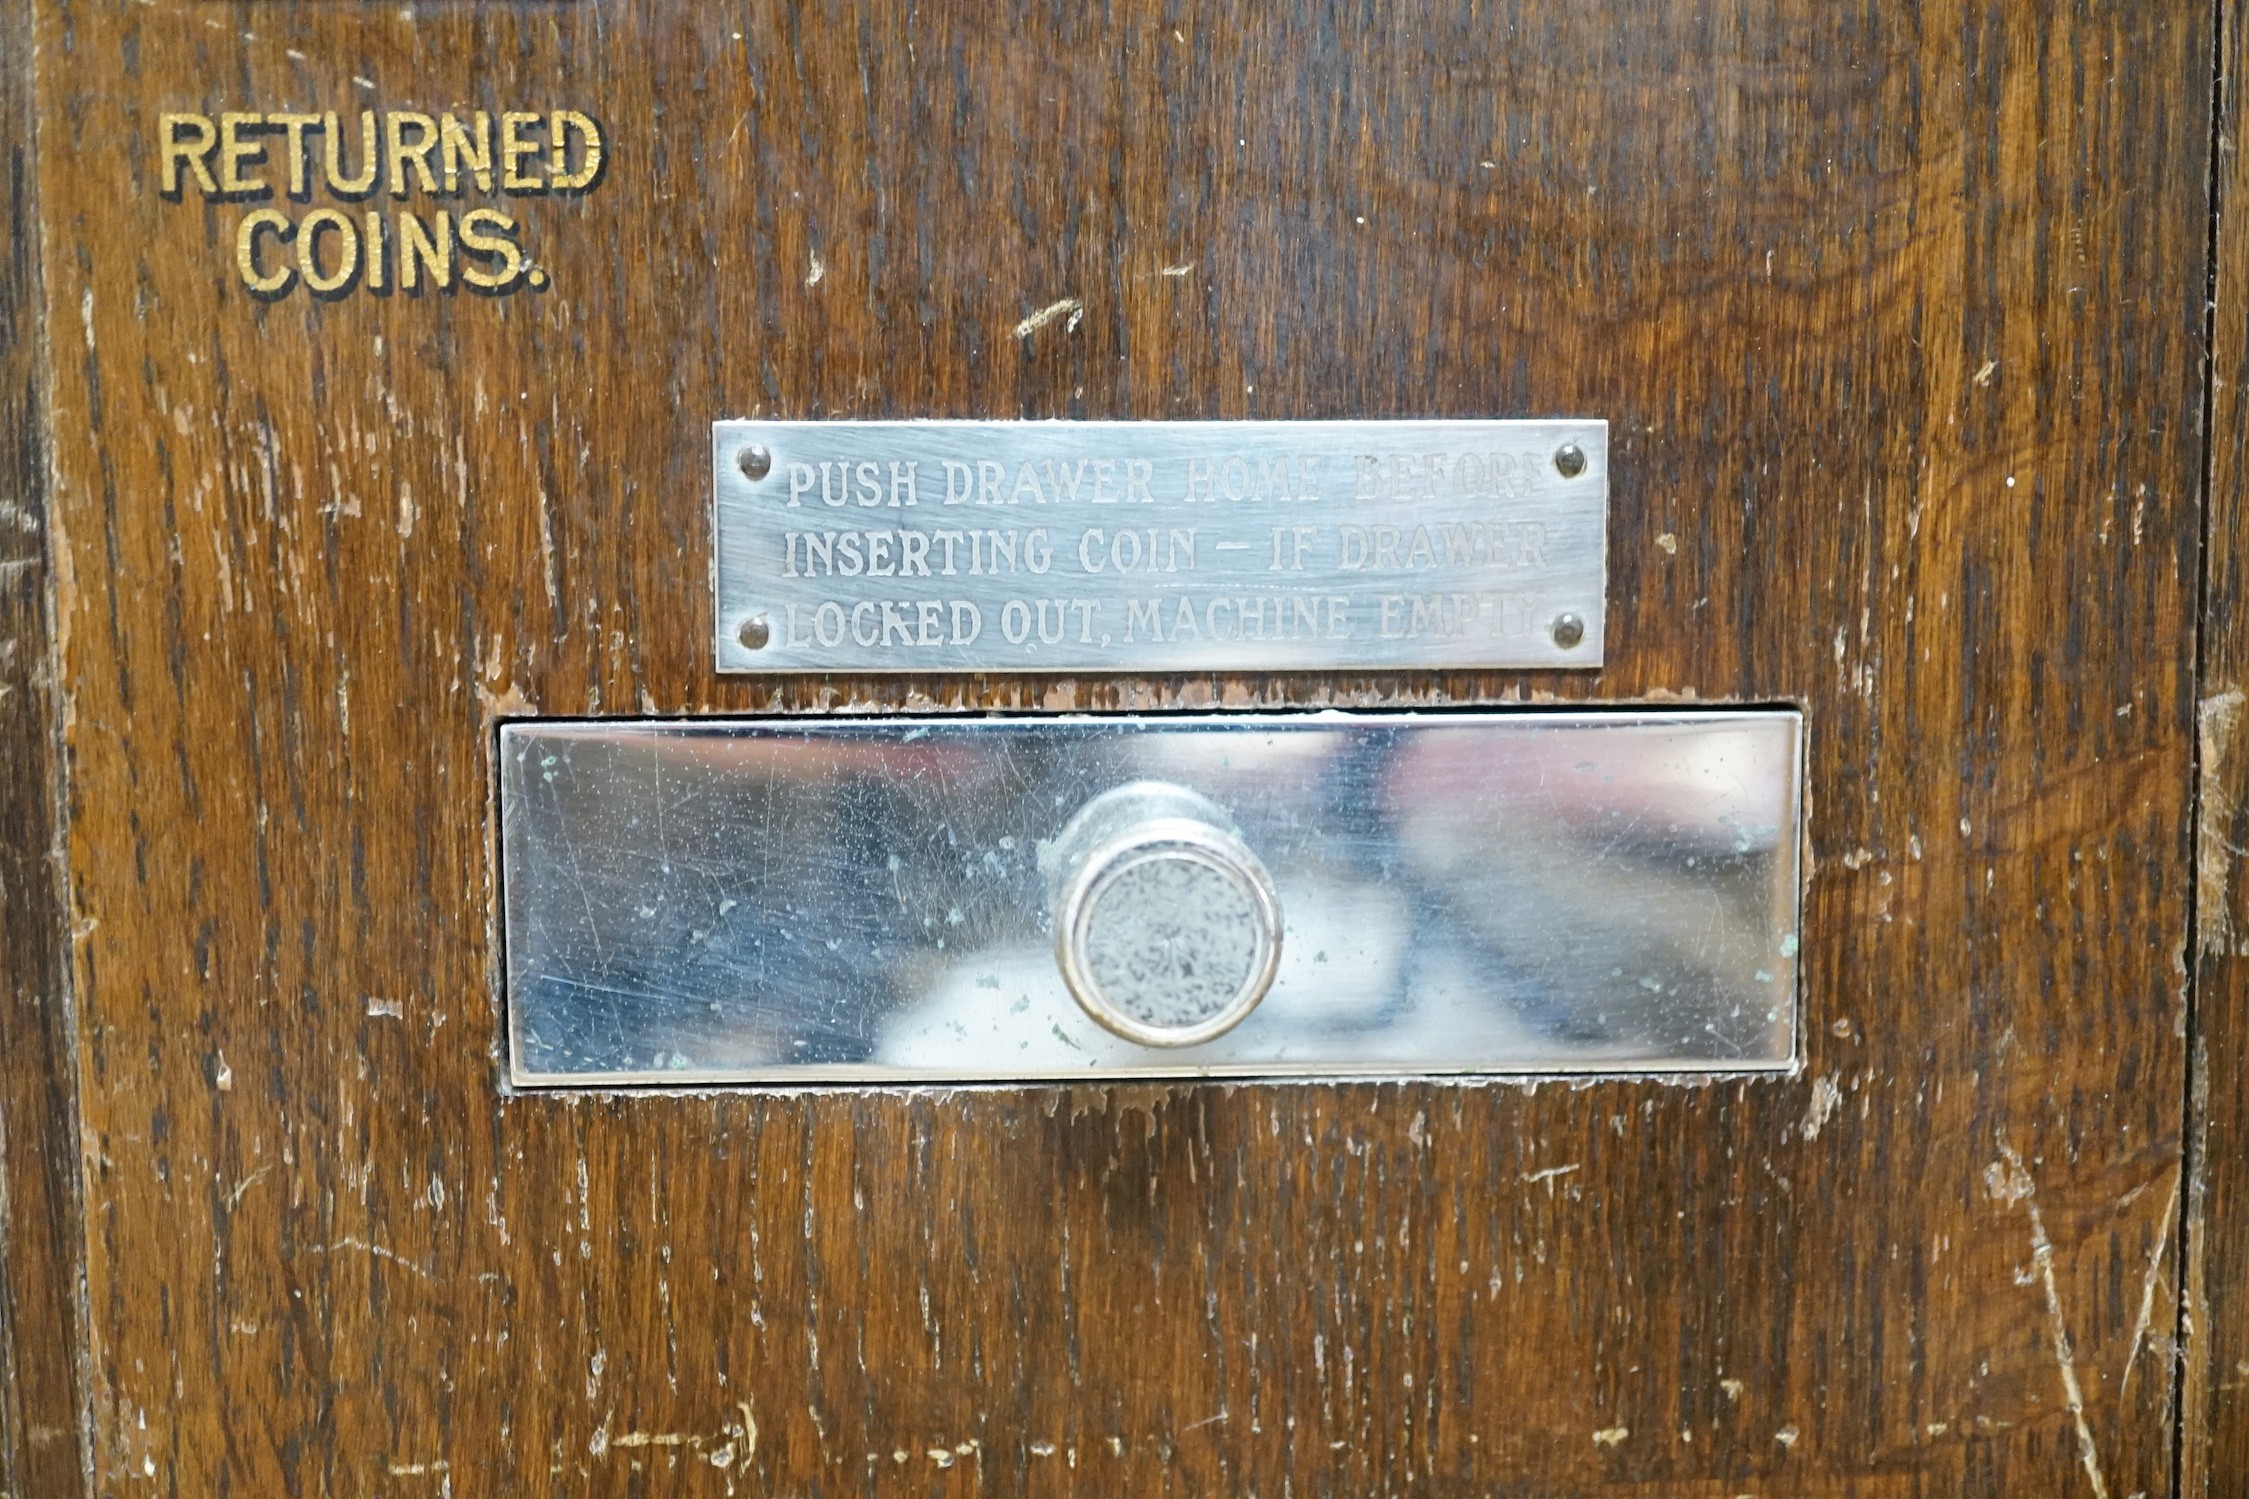 RETURNED
COINS.
PUSH DRAWER HOME BEFORE
INSERTING COIN — IF DRAWER
LOCKED OUT, MACHINE EMPTY